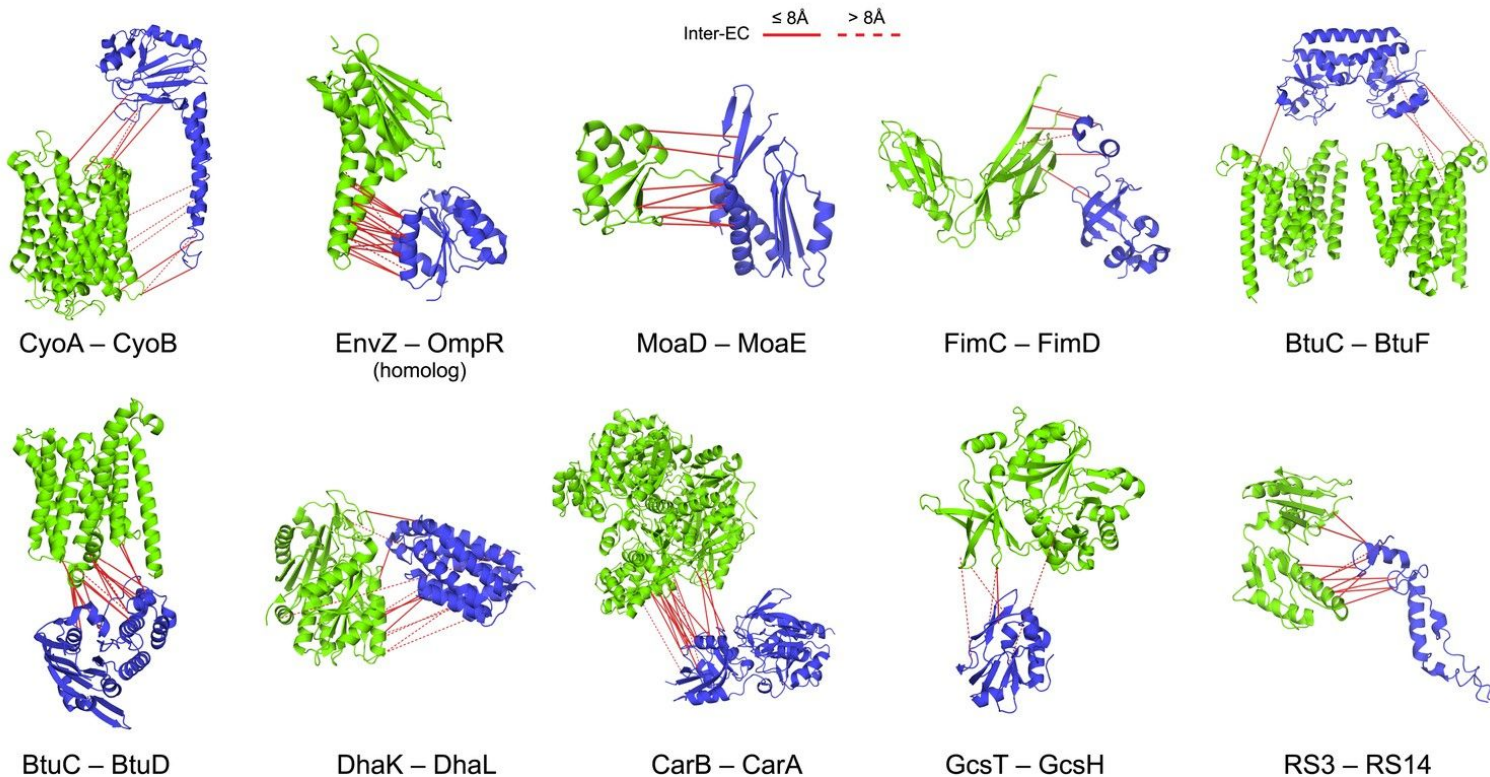 ≤ 8Å > 8Å
Inter-EC
CyoA – CyoB
EnvZ – OmpR
(homolog)
MoaD – MoaE
FimC – FimD
BtuC – BtuF
BtuC – BtuD
DhaK – DhaL
CarB – CarA
GcsT – GcsH
RS3 – RS14